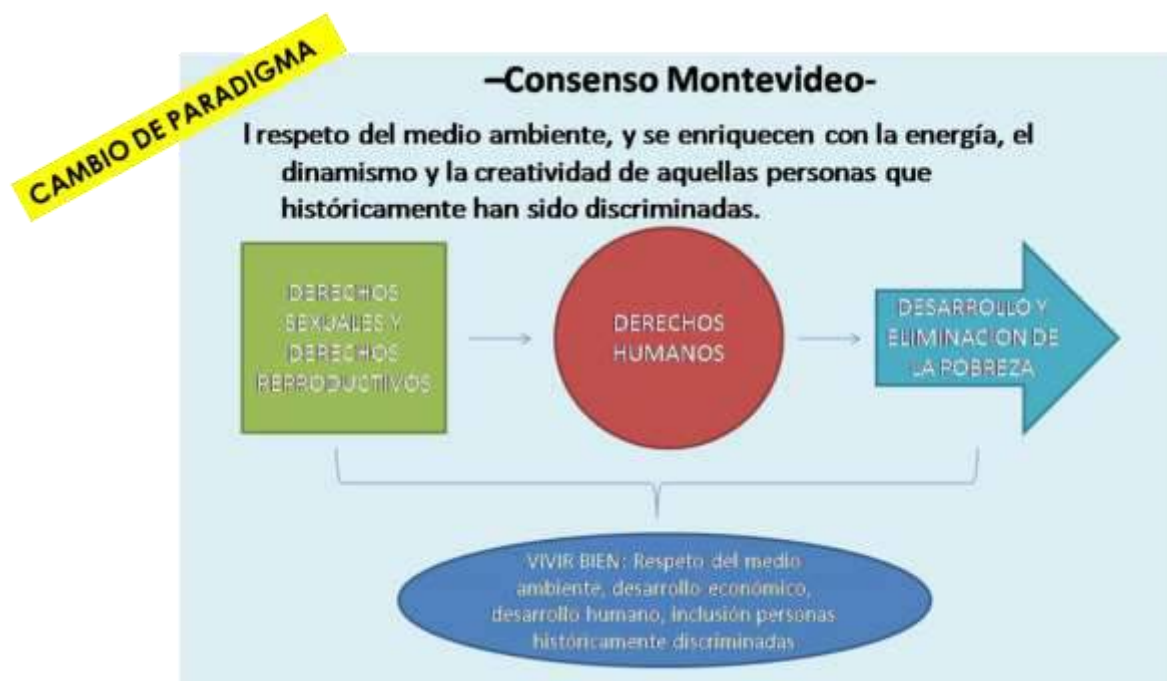 CAMBIO DE PARADIGMA
–Consenso Montevideo-
l respeto del medio ambiente, y se enriquecen con la energía, el
dinamismo y la creatividad de aquellas personas que
históricamente han sido discriminadas.
DERECHOS
SEXUALES Y
DERECHOS
REPRODUCTIVOS
DERECHOS
HUMANOS
DESARROLLO Y
ELIMINACION DE
LA POBREZA
VIVIR BIEN: Respeto del medio
ambiente, desarrollo económico,
desarrollo humano, inclusión personas
históricamente discriminadas